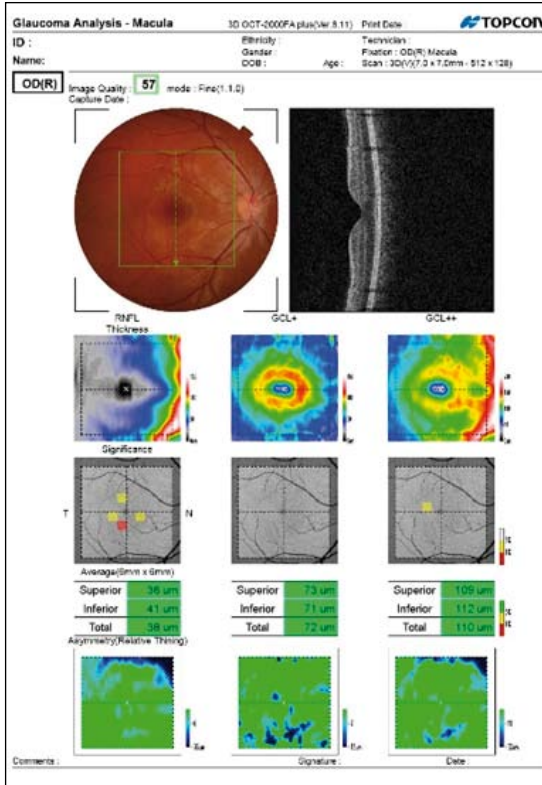 Glaucoma Analysis - Macula 3D OCT-2000FA plus(Ver.8.11) Print Date TOPCON
ID : Ethnicity : Technician :
Gender : Fixation : OD(R) Macula
Name: DOB : Age : Scan : 3D(V)(7.0 x 7.0mm - 512 x 128)
OD(R) Image Quality : 57 mode : Fine(1.1.0)
Capture Date :
RNFL GCL+ GCL++
Thickness
Significance
T N
Average(6mm x 6mm)
Superior 36 um Superior 73 um Superior 109 um
Inferior 41 um Inferior 71 um Inferior 112 um
Total 38 um Total 72 um Total 110 um
Asymmetry(Relative Thining)
Comments : Signature : Date :